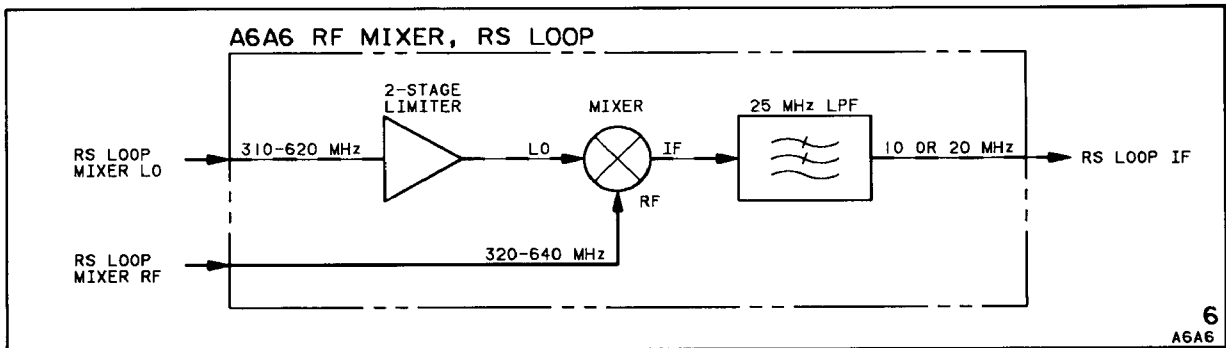 A6A6 RF MIXER, RS LOOP
2-STAGE
LIMITER
MIXER
25 MHz LPF
RS LOOP
MIXER LO
310-620 MHz
LO
IF
10 OR 20 MHz
RS LOOP IF
RF
RS LOOP
MIXER RF
320-640 MHz
6
A6A6